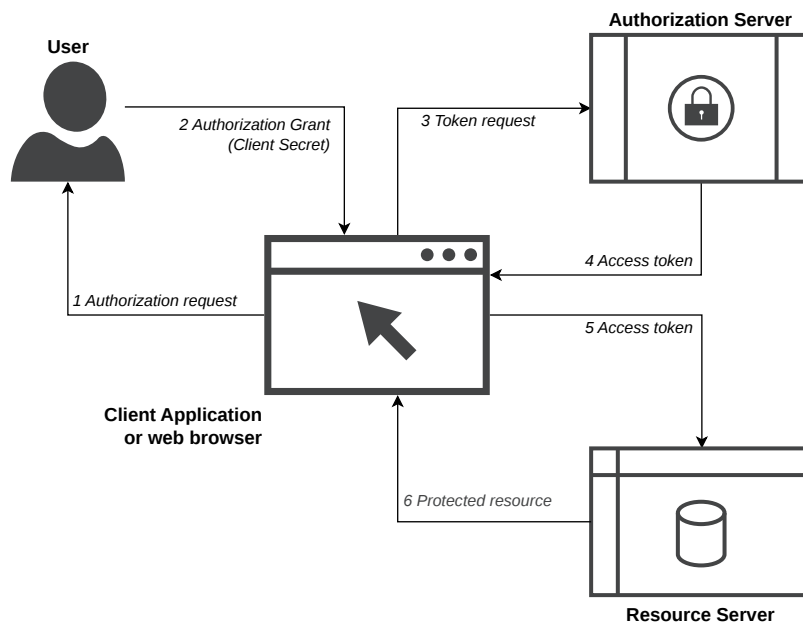 Authorization Server
User
2 Authorization Grant
(Client Secret)
3 Token request
4 Access token
1 Authorization request
5 Access token
Client Application
or web browser
6 Protected resource
Resource Server